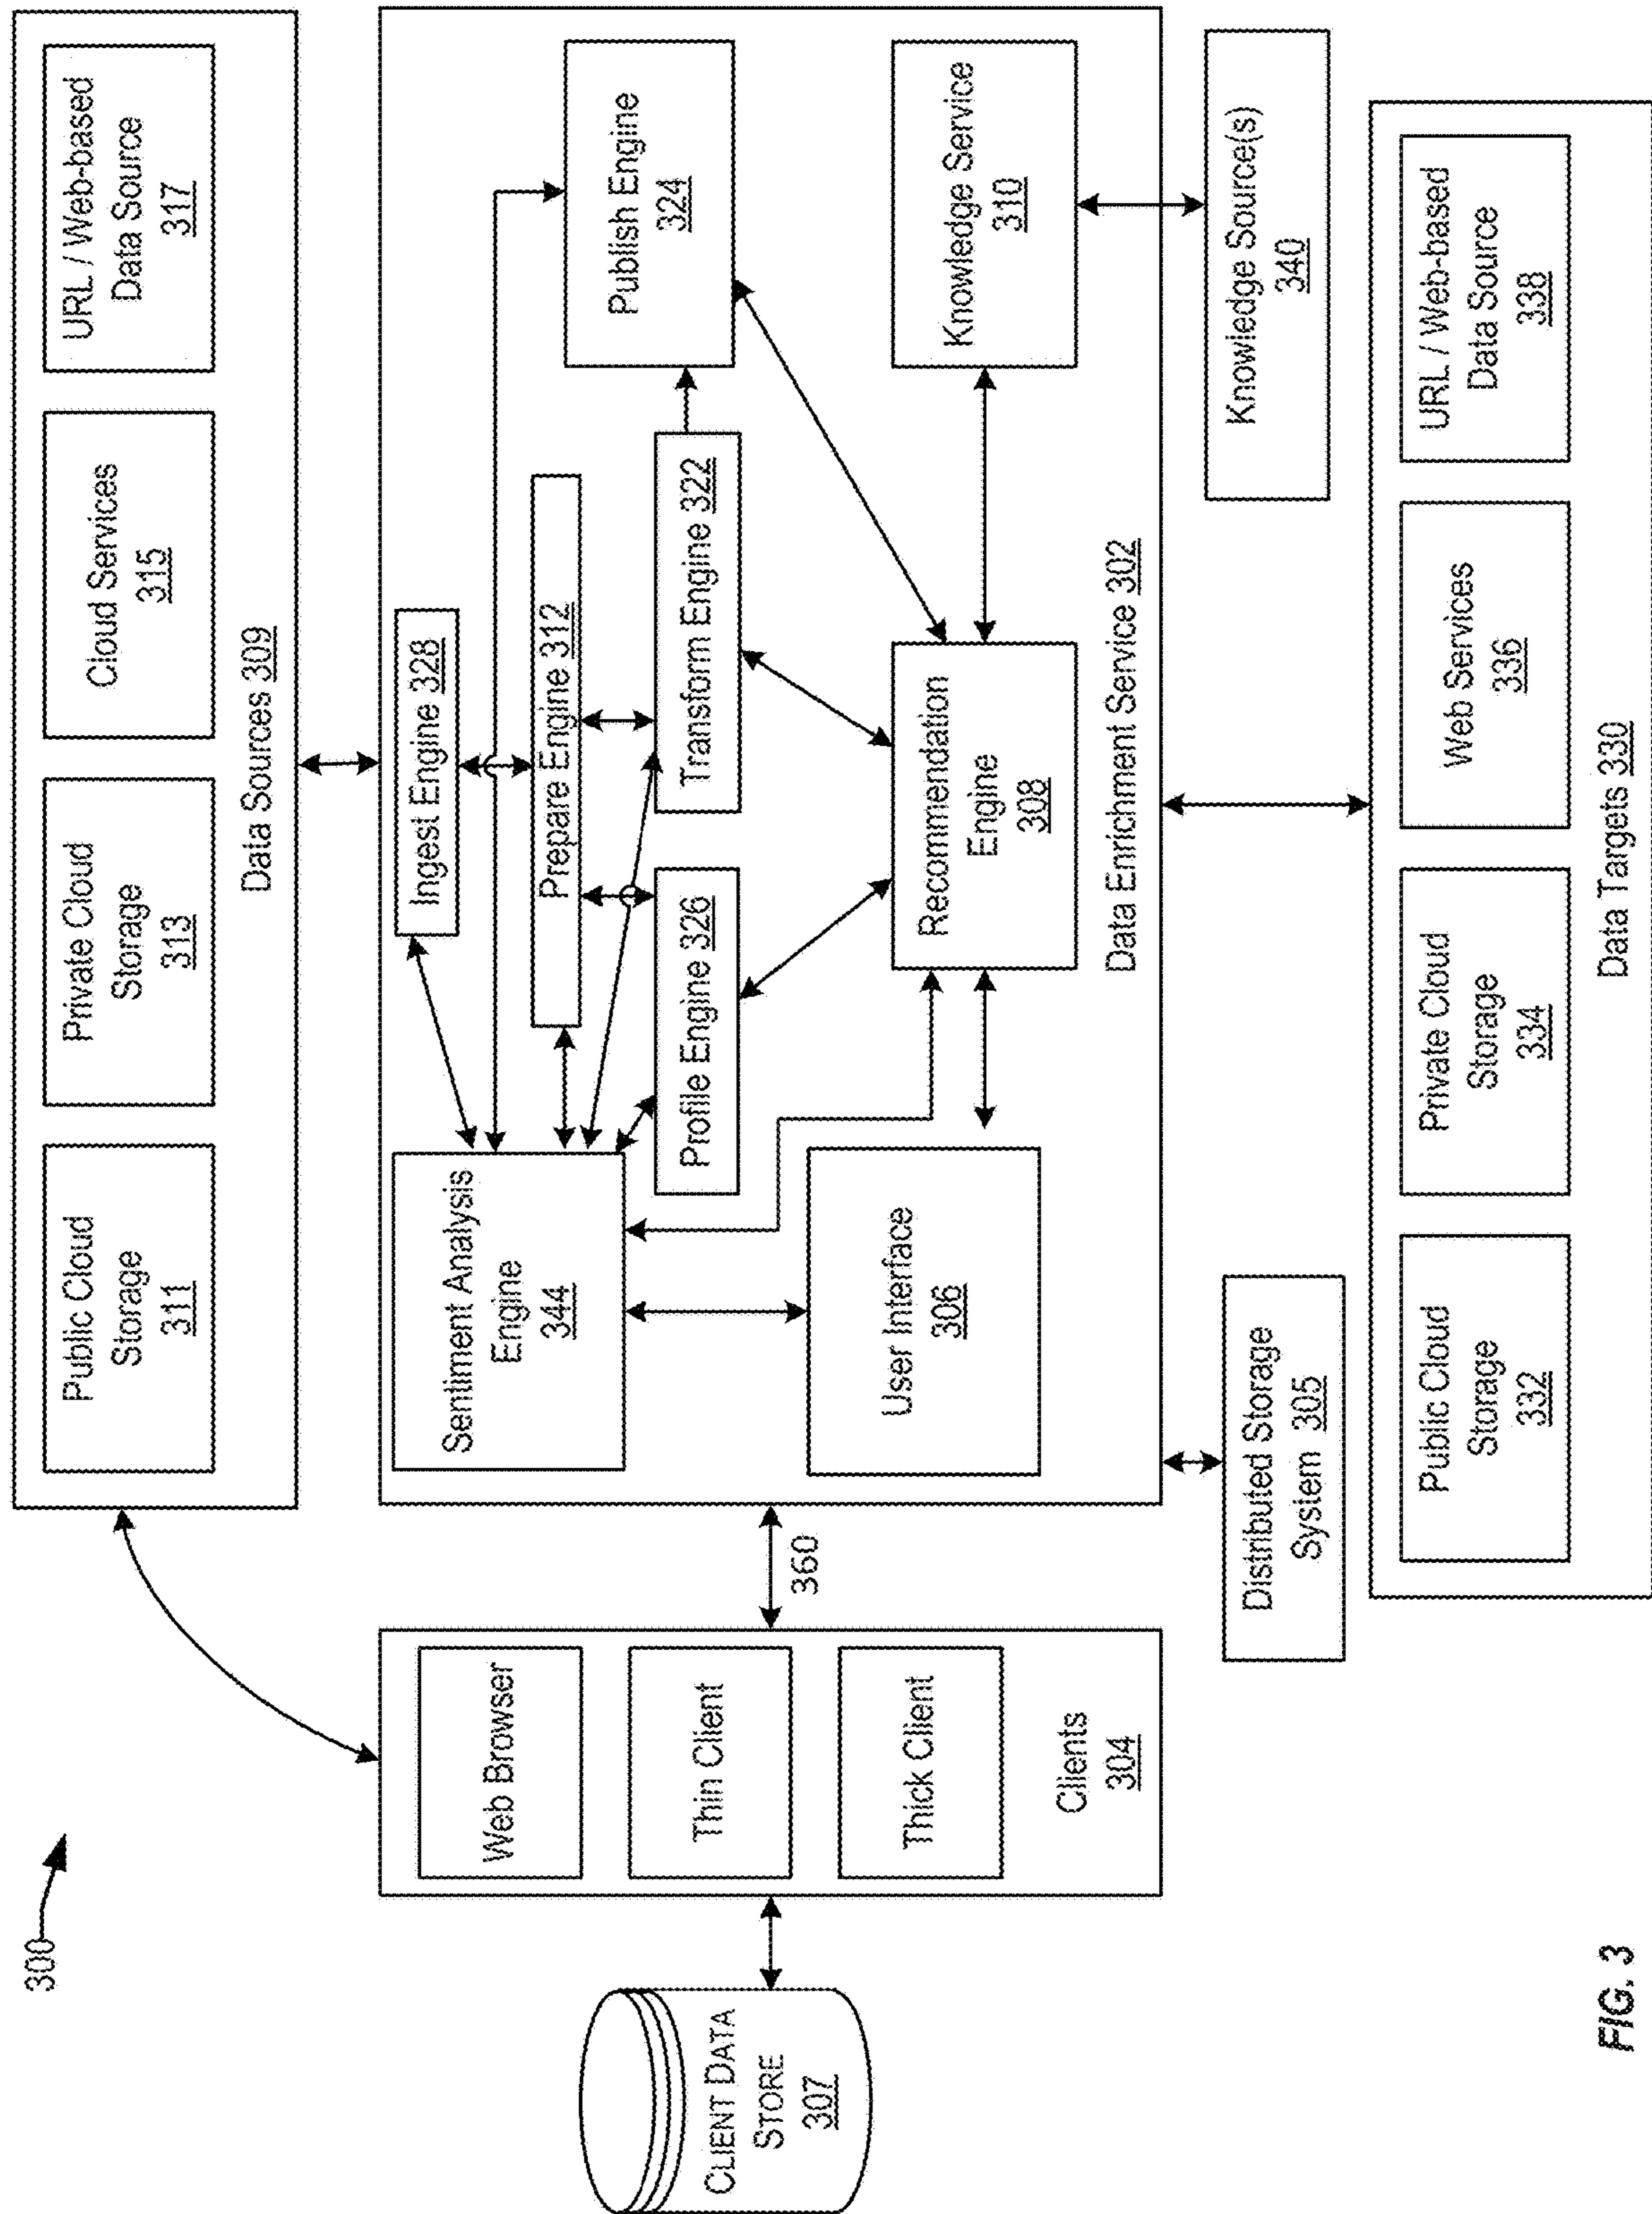 300
Public Cloud
Storage
311
Private Cloud
Storage
313
Cloud Services
315
URL / Web-based
Data Source
317
Data Sources 309
CLIENT DATA
STORE
307
Web Browser
Thin Client
Thick Client
Clients
304
360
Sentiment Analysis
Engine
344
User Interface
306
Ingest Engine 328
Prepare Engine 312
Profile Engine 326
Transform Engine 322
Publish Engine
324
Recommendation
Engine
308
Knowledge Service
310
Data Enrichment Service 302
Distributed Storage
System 305
Knowledge Source(s)
340
Public Cloud
Storage
332
Private Cloud
Storage
334
Web Services
336
URL / Web-based
Data Source
338
Data Targets 330
FIG. 3